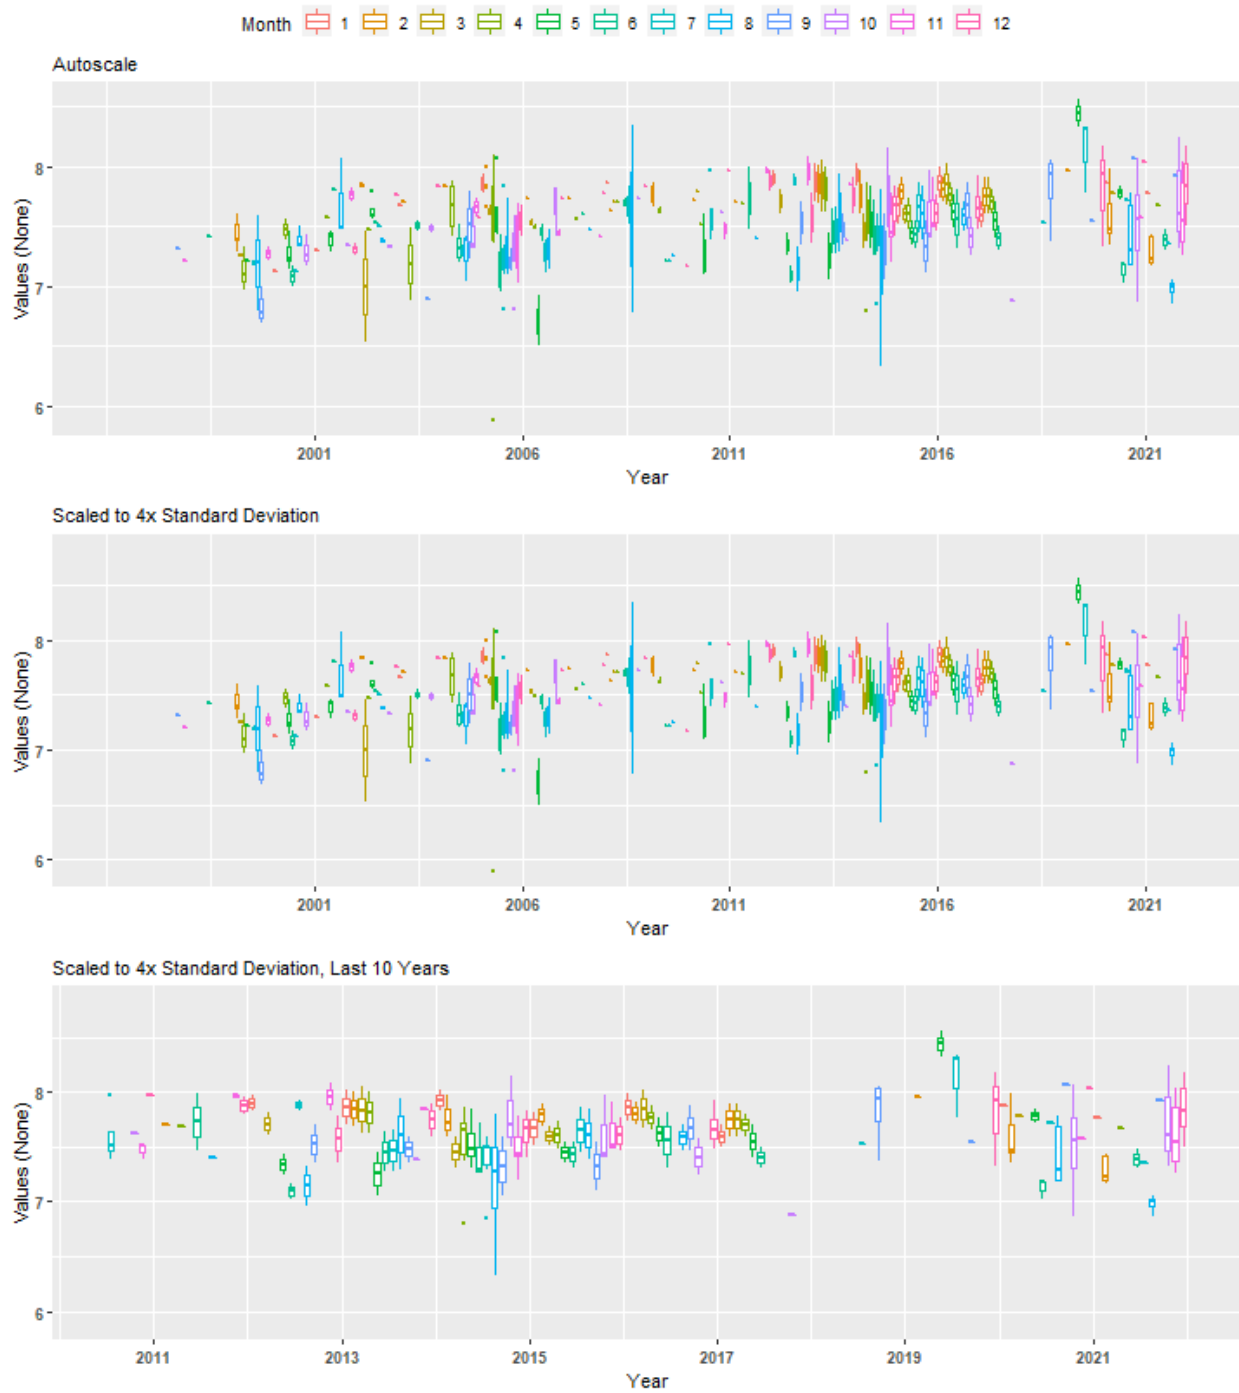 Month 1 2 3 4 5 6 7 8 9 10 11 12
Autoscale
Values (None)
8
7
6
2001 2006 2011 2016 2021
Year
Scaled to 4x Standard Deviation
Values (None)
8
7
6
2001 2006 2011 2016 2021
Year
Scaled to 4x Standard Deviation, Last 10 Years
Values (None)
8
7
6
2011 2013 2015 2017 2019 2021
Year